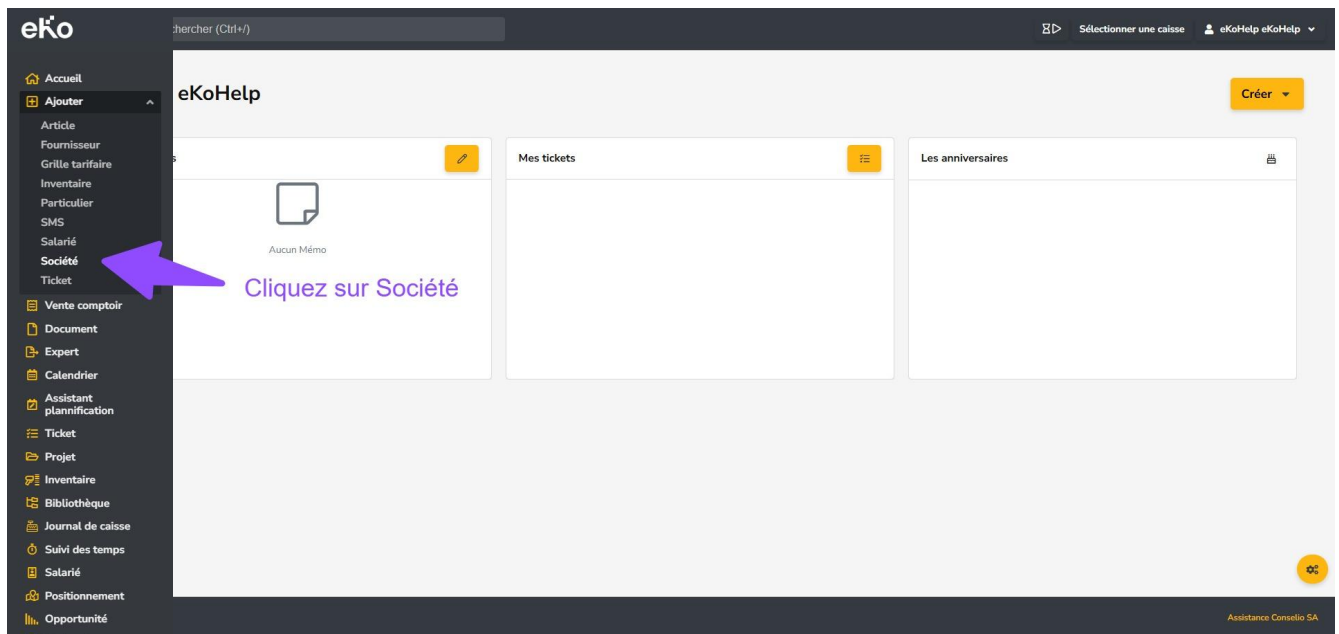 eKo
chercher (Ctrl+/)
Sélectionner une caisse
eKoHelp eKoHelp
Accueil
Ajouter
Article
Fournisseur
Grille tarifaire
Inventaire
Particulier
SMS
Salarié
Société
Ticket
Vente comptoir
Document
Expert
Calendrier
Assistant
plannification
Ticket
Projet
Inventaire
Bibliothèque
Journal de caisse
Suivi des temps
Salarié
Positionnement
Opportunité
eKoHelp
Créer
s
Mes tickets
Les anniversaires
Aucun Mémo
Cliquez sur Société
Assistance Conselio SA